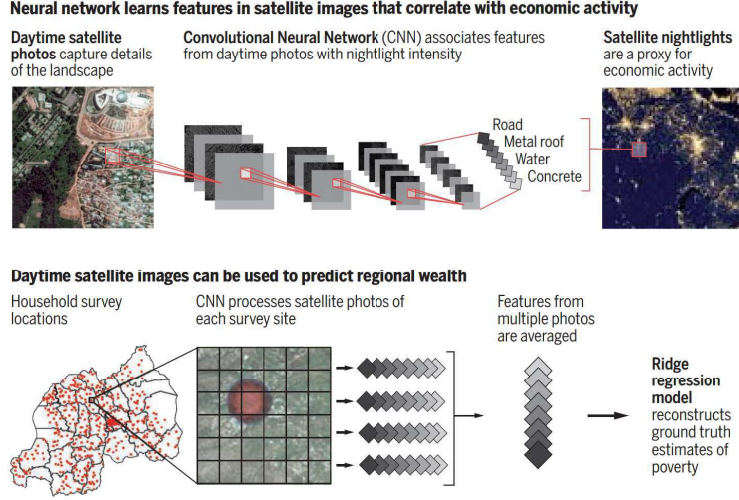 Neural network learns features in satellite images that correlate with economic activity
Daytime satellite
photos capture details
of the landscape
Convolutional Neural Network (CNN) associates features
from daytime photos with nightlight intensity
Satellite nightlights
are a proxy for
economic activity
Road
Metal roof
Water
Concrete
Daytime satellite images can be used to predict regional wealth
Household survey
locations
CNN processes satellite photos of
each survey site
Features from
multiple photos
are averaged
Ridge
regression
model
reconstructs
ground truth
estimates of
poverty